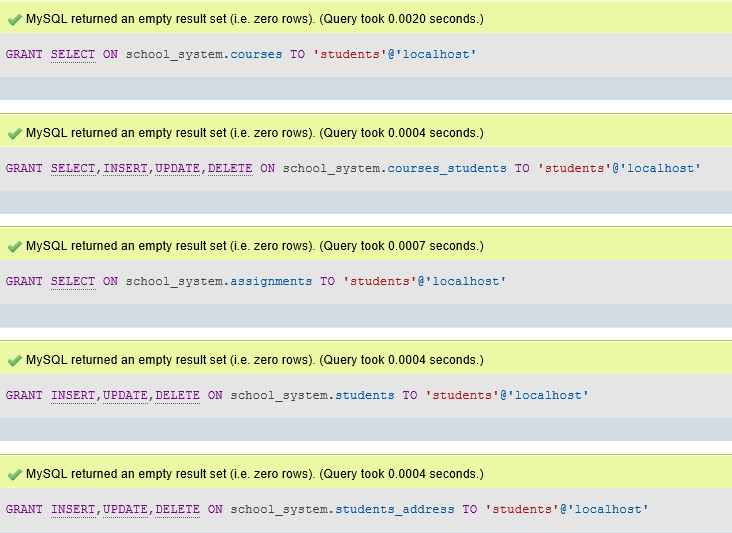 MySQL returned an empty result set (i.e. zero rows). (Query took 0.0020 seconds.)
GRANT SELECT ON school_system.courses TO 'students'@'localhost'
MySQL returned an empty result set (i.e. zero rows). (Query took 0.0004 seconds.)
GRANT SELECT,INSERT,UPDATE,DELETE ON school_system.courses_students TO 'students'@'localhost'
MySQL returned an empty result set (i.e. zero rows). (Query took 0.0007 seconds.)
GRANT SELECT ON school_system.assignments TO 'students'@'localhost'
MySQL returned an empty result set (i.e. zero rows). (Query took 0.0004 seconds.)
GRANT INSERT,UPDATE,DELETE ON school_system.students TO 'students'@'localhost'
MySQL returned an empty result set (i.e. zero rows). (Query took 0.0004 seconds.)
GRANT INSERT,UPDATE,DELETE ON school_system.students_address TO 'students'@'localhost'